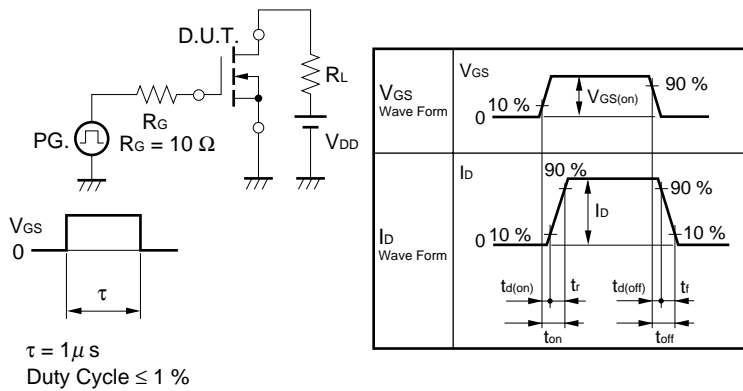 D.U.T.
RL
RG
PG.
RG = 10 Ω
VDD
VGS
0
τ
τ = 1μ s
Duty Cycle ≤ 1 %
VGS
Wave Form
VGS
10 %
0
VGS(on)
90 %
ID
Wave Form
ID
90 %
90 %
ID
0 10 %
10 %
td(on)
tr
td(off)
tf
ton
toff